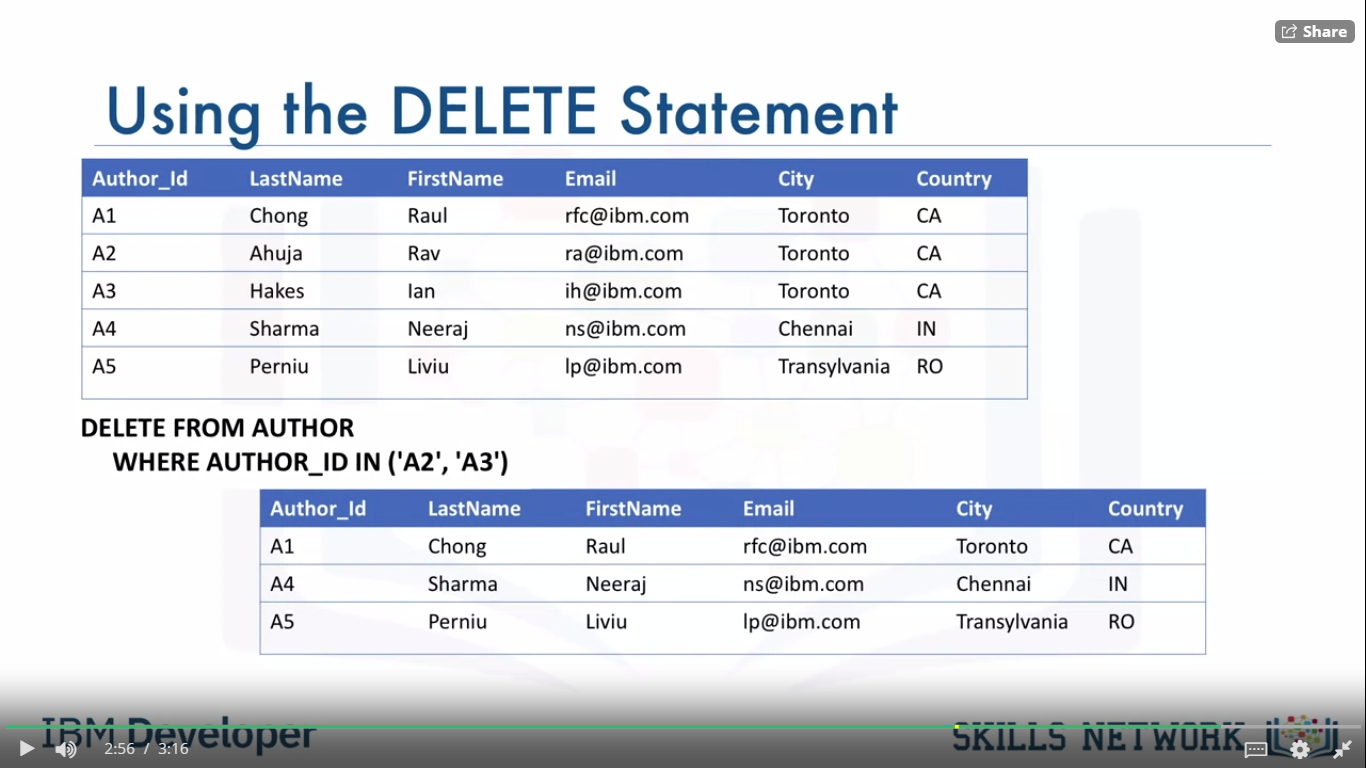 Share
Using the DELETE Statement
Author_Id LastName FirstName Email City Country
A1 Chong Raul rfc@ibm.com Toronto CA
A2 Ahuja Rav ra@ibm.com Toronto CA
A3 Hakes Ian ih@ibm.com Toronto CA
A4 Sharma Neeraj ns@ibm.com Chennai IN
A5 Perniu Liviu lp@ibm.com Transylvania RO
DELETE FROM AUTHOR
WHERE AUTHOR_ID IN ('A2', 'A3')
Author_Id LastName FirstName Email City Country
A1 Chong Raul rfc@ibm.com Toronto CA
A4 Sharma Neeraj ns@ibm.com Chennai IN
A5 Perniu Liviu lp@ibm.com Transylvania RO
IBM Developer SKILLS NETWORK
2:56 / 3:16